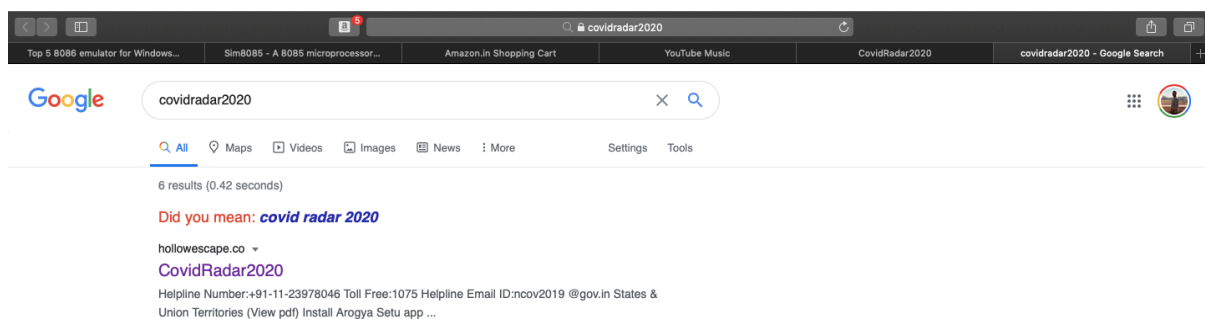 5
covidradar2020
Top 5 8086 emulator for Windows...
Sim8085 - A 8085 microprocessor...
Amazon.in Shopping Cart
YouTube Music
CovidRadar2020
covidradar2020 - Google Search
Google
covidradar2020
All Maps Videos Images News More Settings Tools
6 results (0.42 seconds)
Did you mean: covid radar 2020
hollowescape.co
CovidRadar2020
Helpline Number:+91-11-23978046 Toll Free:1075 Helpline Email ID:ncov2019 @gov.in States &
Union Territories (View pdf) Install Arogya Setu app ...